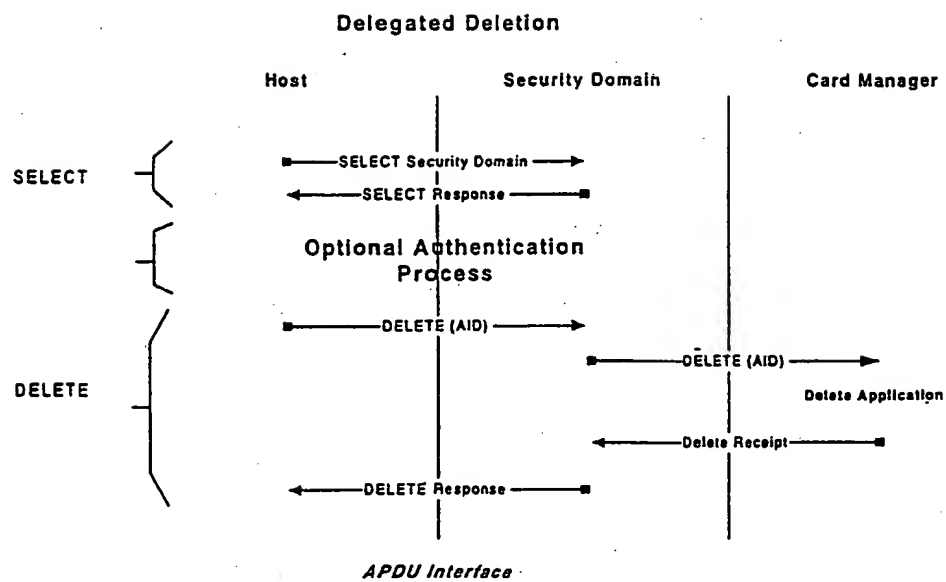 Delegated Deletion
Host Security Domain Card Manager
SELECT
SELECT Security Domain
SELECT Response
Optional Authentication
Process
DELETE (AID)
DELETE (AID)
DELETE
Delete Application
Delete Receipt
DELETE Response
APDU Interface